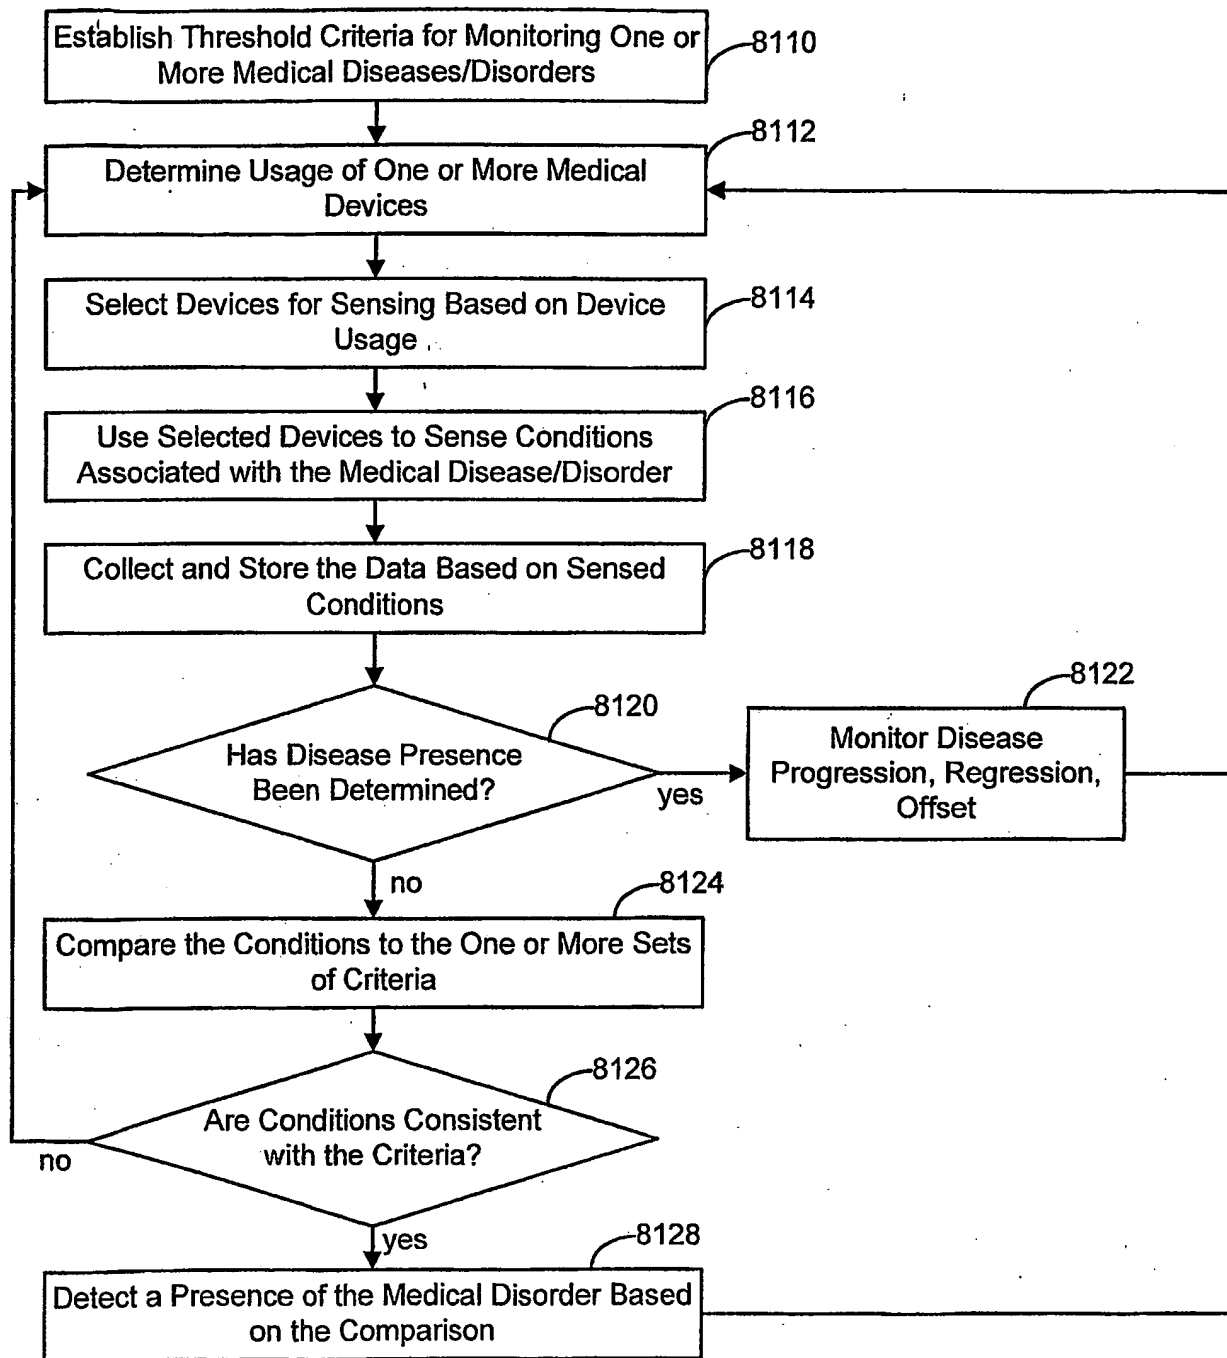 Establish Threshold Criteria for Monitoring One or
More Medical Diseases/Disorders
8110
8112
Determine Usage of One or More Medical
Devices
Select Devices for Sensing Based on Device
Usage
8114
8116
Use Selected Devices to Sense Conditions
Associated with the Medical Disease/Disorder
8118
Collect and Store the Data Based on Sensed
Conditions
8120
Has Disease Presence
Been Determined?
yes
8122
Monitor Disease
Progression, Regression,
Offset
no
8124
Compare the Conditions to the One or More Sets
of Criteria
8126
Are Conditions Consistent
with the Criteria?
no
yes
8128
Detect a Presence of the Medical Disorder Based
on the Comparison